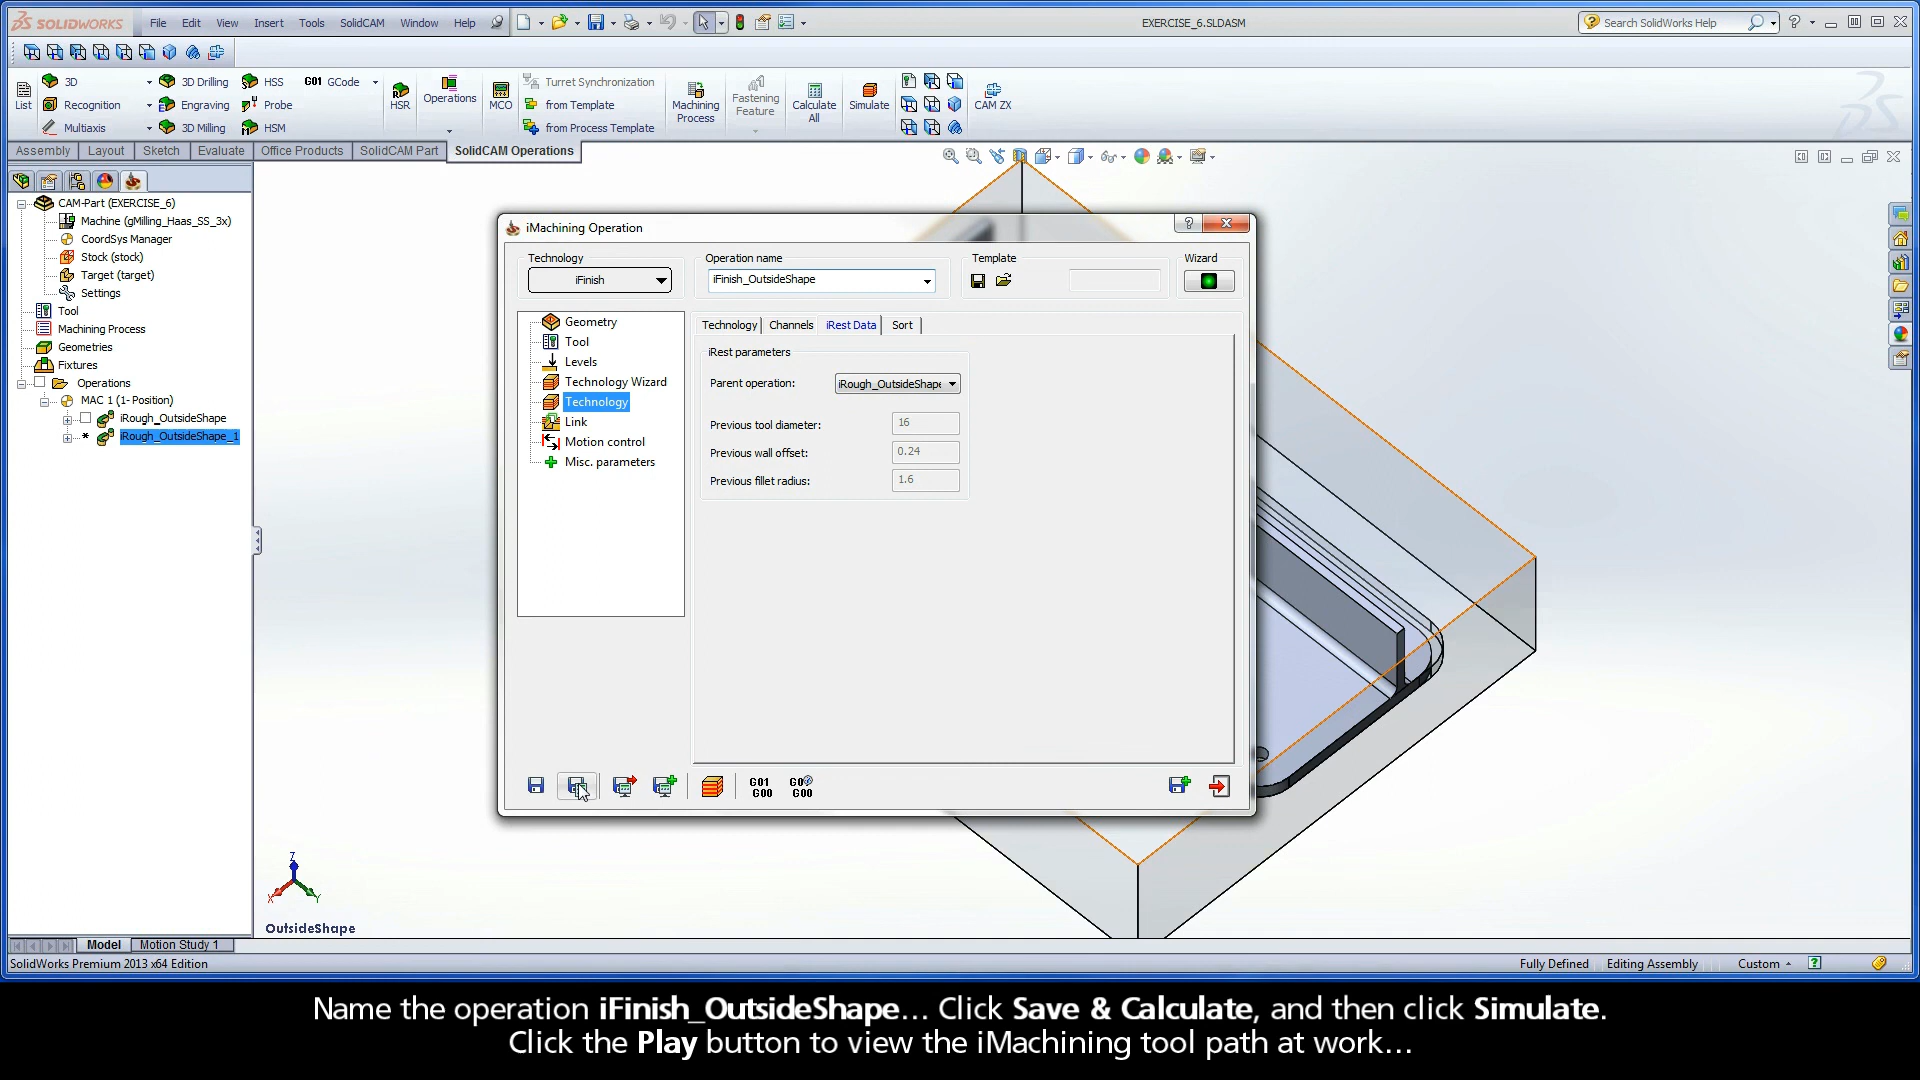 SOLIDWORKS File Edit View Insert Tools SolidCAM Window Help EXERCISE_6.SLDASM Search SolidWorks Help
3D 3D Drilling HSS G01 GCode Turret Synchronization
List Recognition Engraving Probe HSR Operations MCO from Template Machining Process Fastening Feature Calculate All Simulate CAM ZX
Multiaxis 3D Milling HSM from Process Template
Assembly Layout Sketch Evaluate Office Products SolidCAM Part SolidCAM Operations
CAM-Part (EXERCISE_6)
Machine (gMilling_Haas_SS_3x)
CoordSys Manager
Stock (stock)
Target (target)
Settings
Tool
Machining Process
Geometries
Fixtures
Operations
MAC 1 (1- Position)
iRough_OutsideShape
* iRough_OutsideShape_1
iMachining Operation
Technology Operation name Template Wizard
iFinish iFinish_OutsideShape
Geometry
Tool
Levels
Technology Wizard
Technology
Link
Motion control
Misc. parameters
Technology Channels iRest Data Sort
iRest parameters
Parent operation: iRough_OutsideShape
Previous tool diameter: 16
Previous wall offset: 0.24
Previous fillet radius: 1.6
G01 G00
G00
Z
X Y
OutsideShape
Model Motion Study 1
SolidWorks Premium 2013 x64 Edition Fully Defined Editing Assembly Custom
Name the operation iFinish_OutsideShape... Click Save & Calculate, and then click Simulate.
Click the Play button to view the iMachining tool path at work...